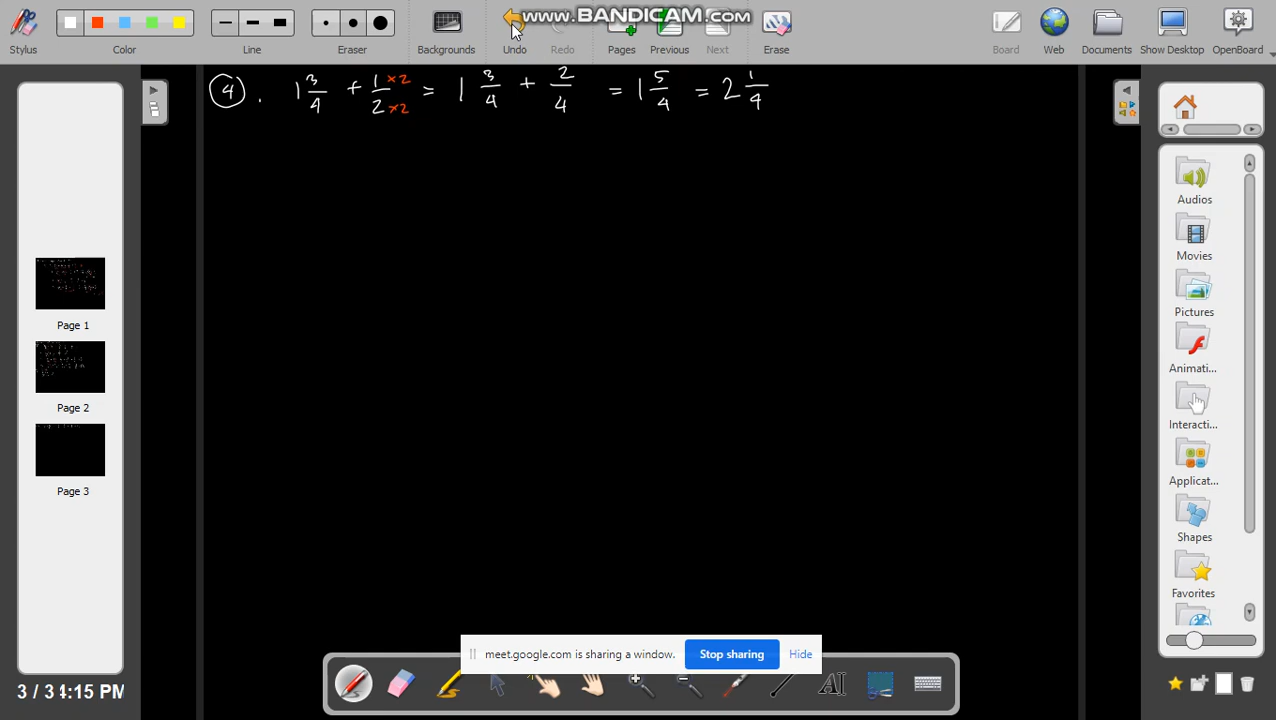 www.BANDICAM.com
Stylus Color Line Eraser Backgrounds Undo Redo Pages Previous Next Erase Board Web Documents Show Desktop OpenBoard
④. 1 3/4 + 1/2 ×2 ×2 = 1 3/4 + 2/4 = 1 5/4 = 2 1/4
Page 1
Page 2
Page 3
Audios
Movies
Pictures
Animati...
Interacti...
Applicat...
Shapes
Favorites
meet.google.com is sharing a window. Stop sharing Hide
3 / 3 4:15 PM